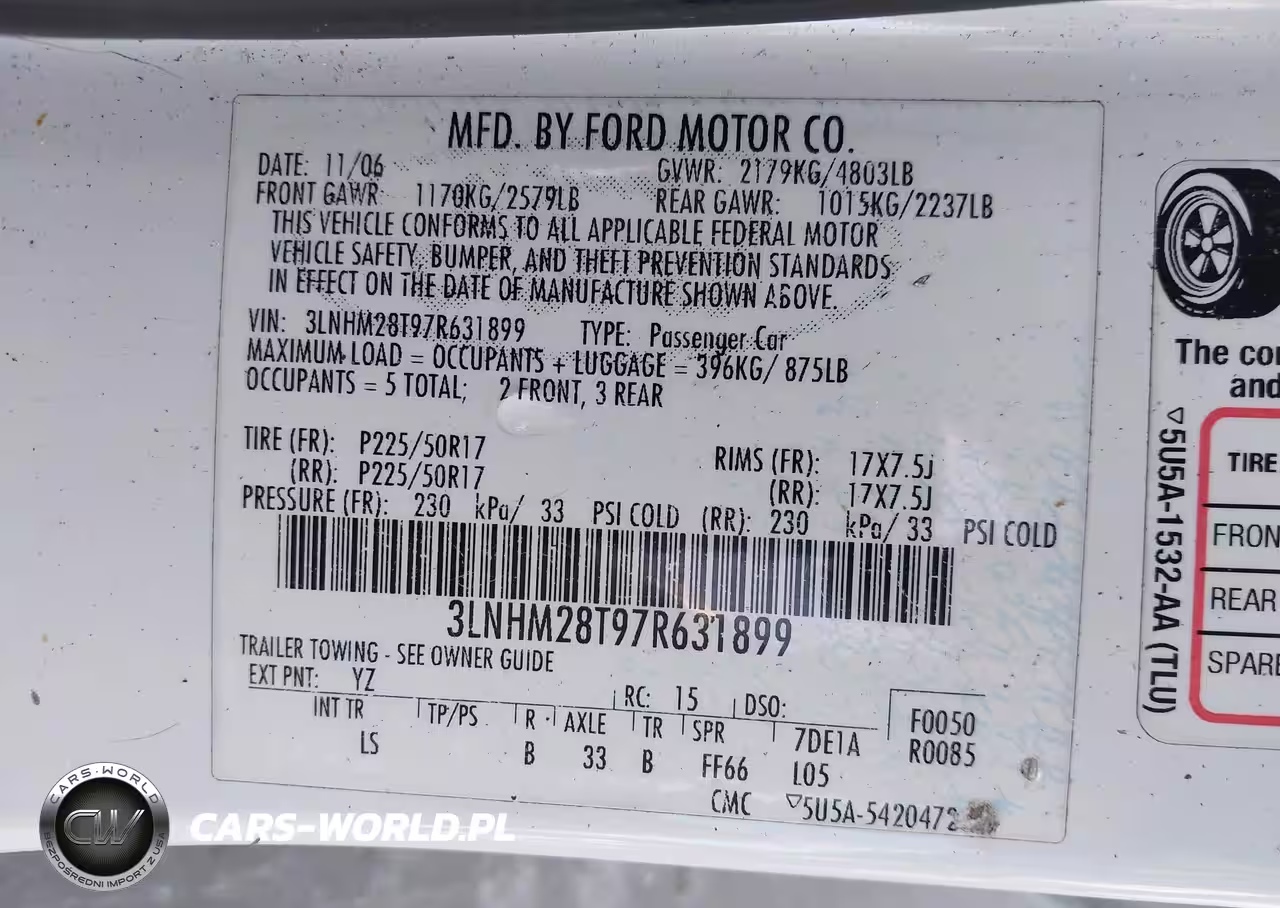 MFD. BY FORD MOTOR CO.
DATE: 11/06 GVWR: 2179KG/4803LB
FRONT GAWR: 1170KG/2579LB REAR GAWR: 1015KG/2237LB
THIS VEHICLE CONFORMS TO ALL APPLICABLE FEDERAL MOTOR
VEHICLE SAFETY, BUMPER, AND THEFT PREVENTION STANDARDS
IN EFFECT ON THE DATE OF MANUFACTURE SHOWN ABOVE.
VIN: 3LNHM28T97R631899 TYPE: Passenger Car
MAXIMUM LOAD = OCCUPANTS + LUGGAGE = 396KG/ 875LB
OCCUPANTS = 5 TOTAL; 2 FRONT, 3 REAR
TIRE (FR): P225/50R17 RIMS (FR): 17X7.5J
(RR): P225/50R17 (RR): 17X7.5J
PRESSURE (FR): 230 kPa/ 33 PSI COLD (RR): 230 kPa/ 33 PSI COLD
3LNHM28T97R631899
TRAILER TOWING - SEE OWNER GUIDE
EXT PNT: YZ RC: 15 DSO:
INT TR TP/PS R AXLE TR SPR 7DE1A F0050
LS B 33 B FF66 L05 R0085
CMC ▽5U5A-5420472
The
and
TIRE
FRON
REAR
SPARE
▽5U5A-1532-AA (TLU)
CARS-WORLD
CW
BEZPOŚREDNI IMPORT Z USA
CARS-WORLD.PL